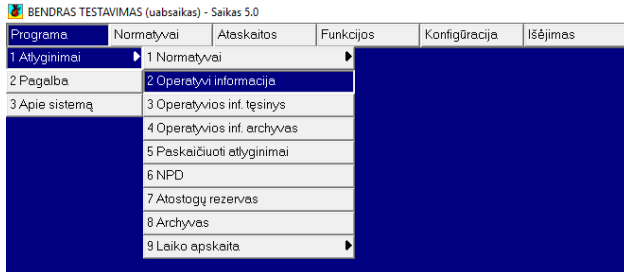 BENDRAS TESTAVIMAS (uabsaikas) - Saikas 5.0
Programa Normatyvai Ataskaitos Funkcijos Konfigūracija Išėjimas
1 Atlyginimai 1 Normatyvai
2 Pagalba 2 Operatyvi informacija
3 Apie sistemą 3 Operatyvios inf. tęsinys
4 Operatyvios inf. archyvas
5 Paskaičiuoti atlyginimai
6 NPD
7 Atostogų rezervas
8 Archyvas
9 Laiko apskaita